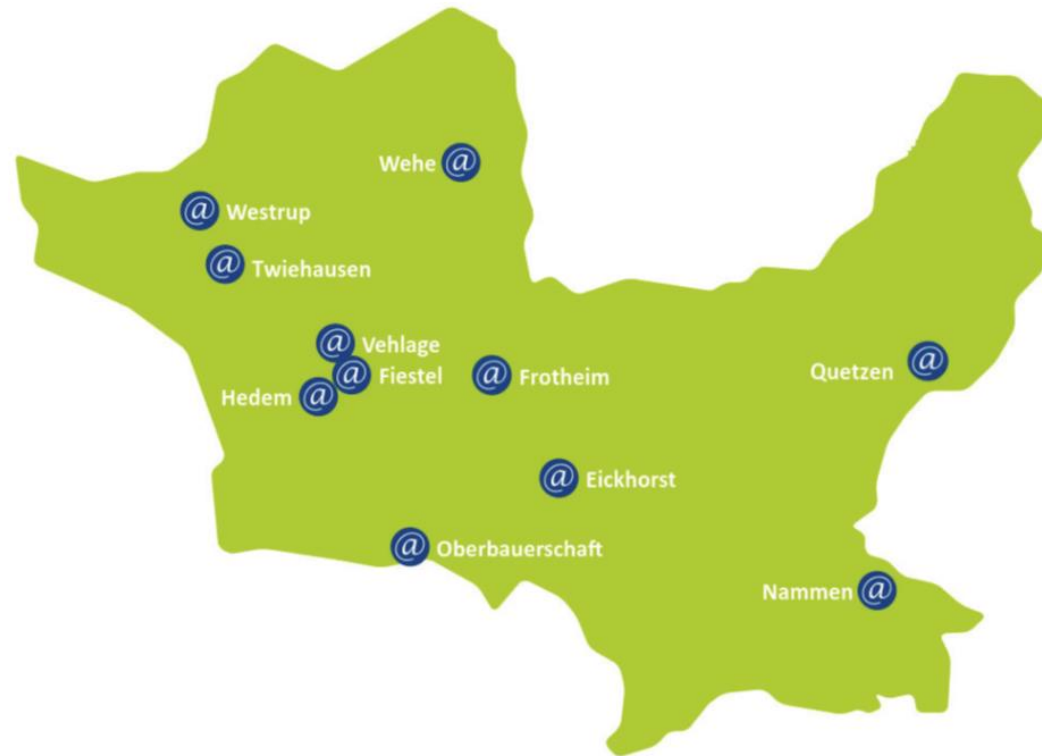 Wehe @
@ Westrup
@ Twiehausen
@ Vehlage
@ Fiestel
@ Frotheim
Quetzen @
Hedem @
@ Eickhorst
@ Oberbauerschaft
Nammen @